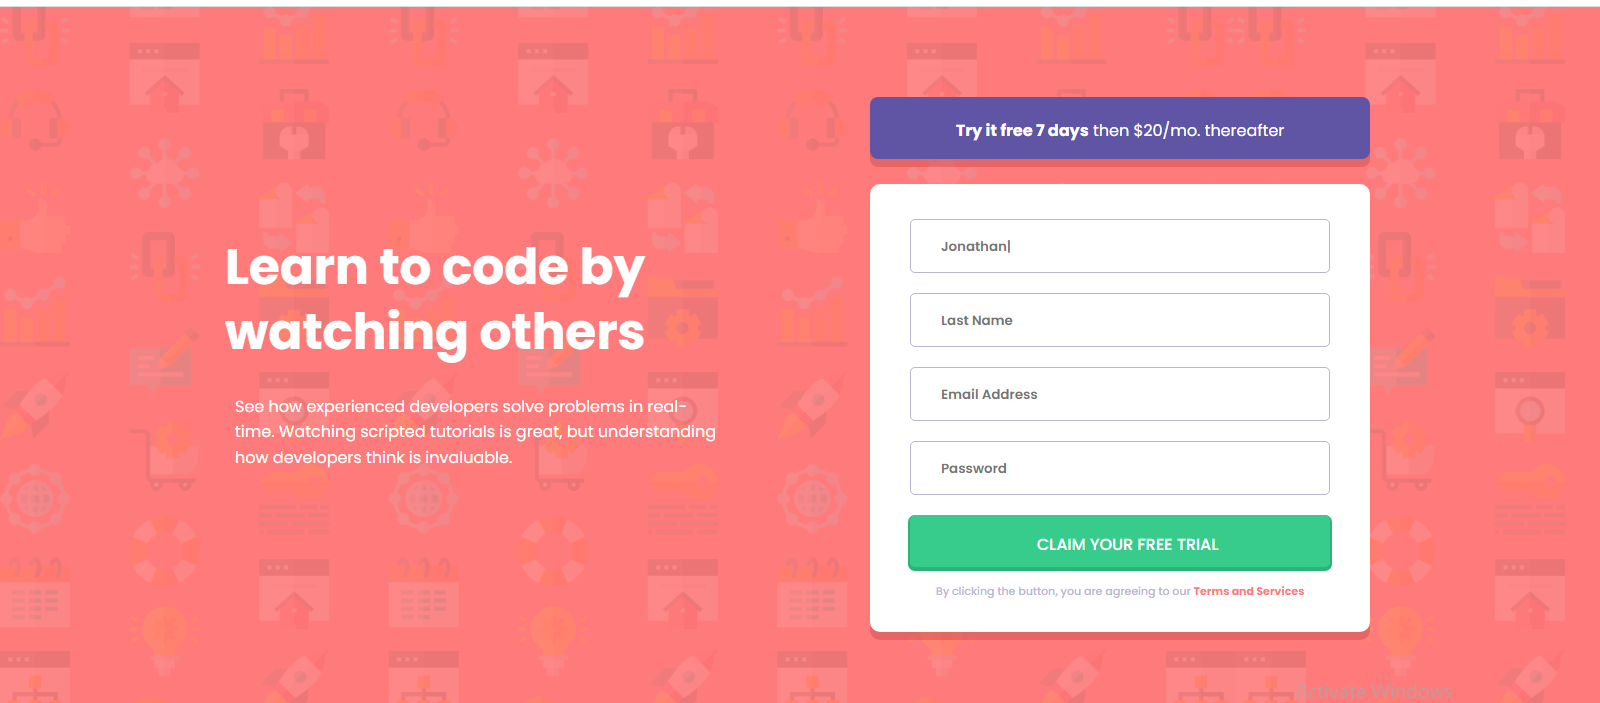 Learn to code by
watching others
See how experienced developers solve problems in real-
time. Watching scripted tutorials is great, but understanding
how developers think is invaluable.
Try it free 7 days then $20/mo. thereafter
Jonathan
Last Name
Email Address
Password
CLAIM YOUR FREE TRIAL
By clicking the button, you are agreeing to our Terms and Services
Activate Windows